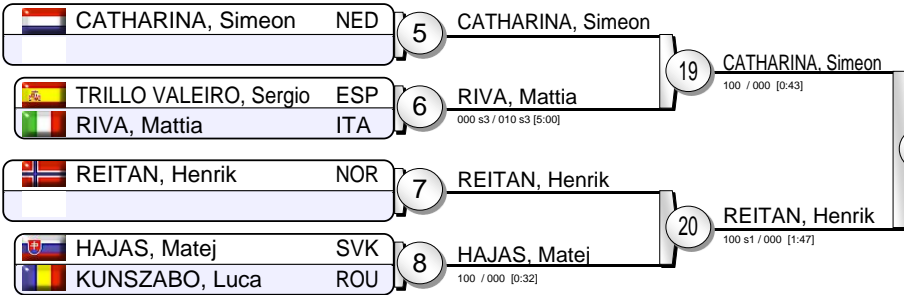 CATHARINA, Simeon NED
5
CATHARINA, Simeon
19
CATHARINA, Simeon
100 / 000 [0:43]
TRILLO VALEIRO, Sergio ESP
RIVA, Mattia ITA
6
RIVA, Mattia
000 s3 / 010 s3 [5:00]
REITAN, Henrik NOR
7
REITAN, Henrik
20
REITAN, Henrik
100 s1 / 000 [1:47]
HAJAS, Matej SVK
KUNSZABO, Luca ROU
8
HAJAS, Matej
100 / 000 [0:32]